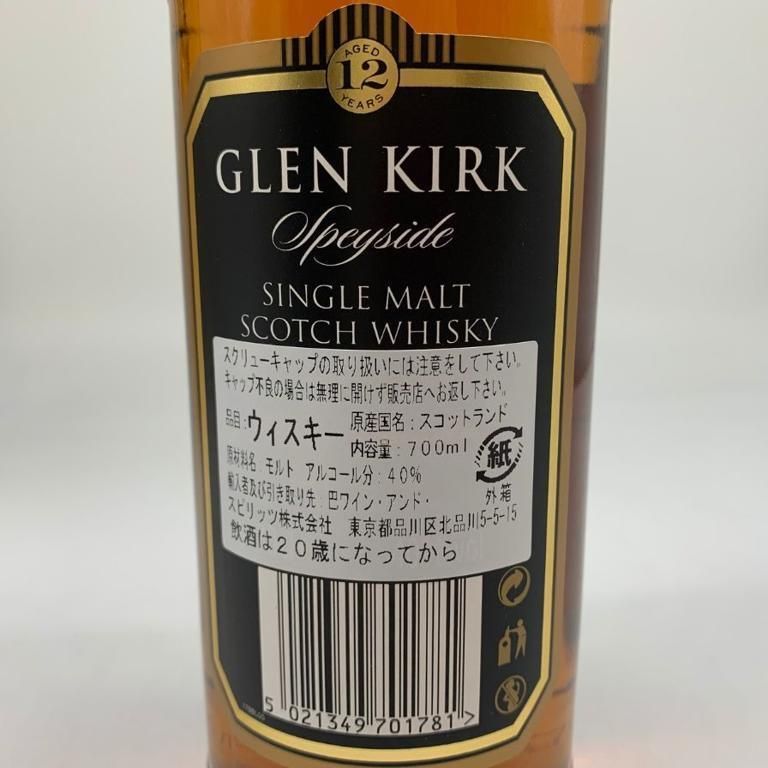 AGED
12
YEARS
GLEN KIRK
Speyside
SINGLE MALT
SCOTCH WHISKY
スクリューキャップの取り扱いには注意をして下さい。
キャップ不良の場合は無理に開けず販売店へお返し下さい。
品目:ウィスキー 原産国名:スコットランド
内容量:700ml
紙
外箱
原材料名:モルト アルコール分:40%
輸入者及び引き取り先:巴ワイン・アンド・
スピリッツ株式会社 東京都品川区北品川5-5-15
飲酒は20歳になってから
5 021349 701781 >